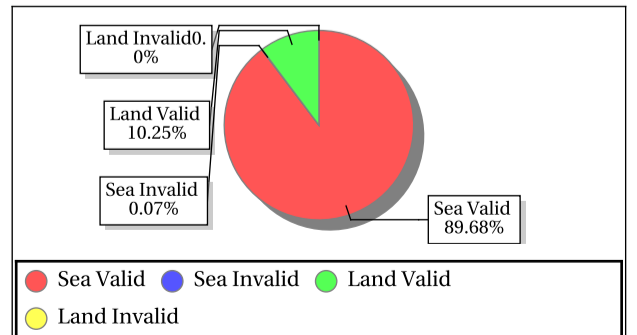 Land Invalid0.
0%
Land Valid
10.25%
Sea Invalid
0.07%
Sea Valid
89.68%
Sea Valid Sea Invalid Land Valid
Land Invalid